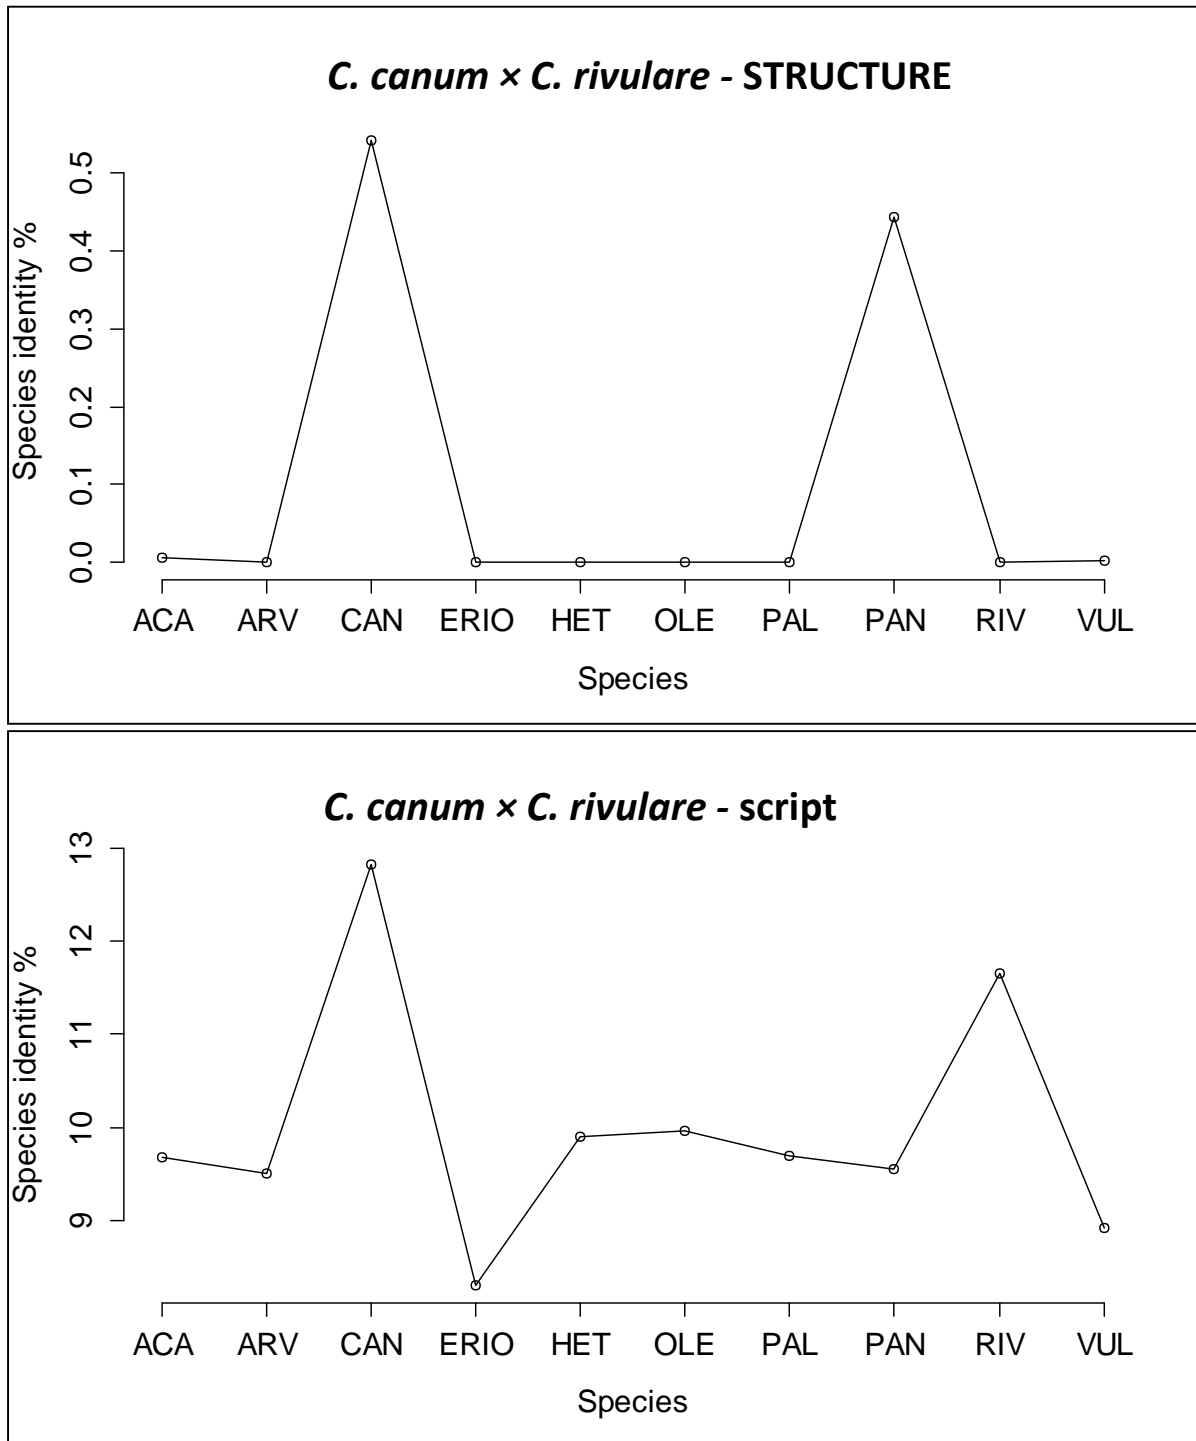 C. canum × C. rivulare - STRUCTURE
Species identity %
0.5
0.4
0.3
0.2
0.1
0.0
ACA ARV CAN ERIO HET OLE PAL PAN RIV VUL
Species
C. canum × C. rivulare - script
Species identity %
13
12
11
10
9
ACA ARV CAN ERIO HET OLE PAL PAN RIV VUL
Species